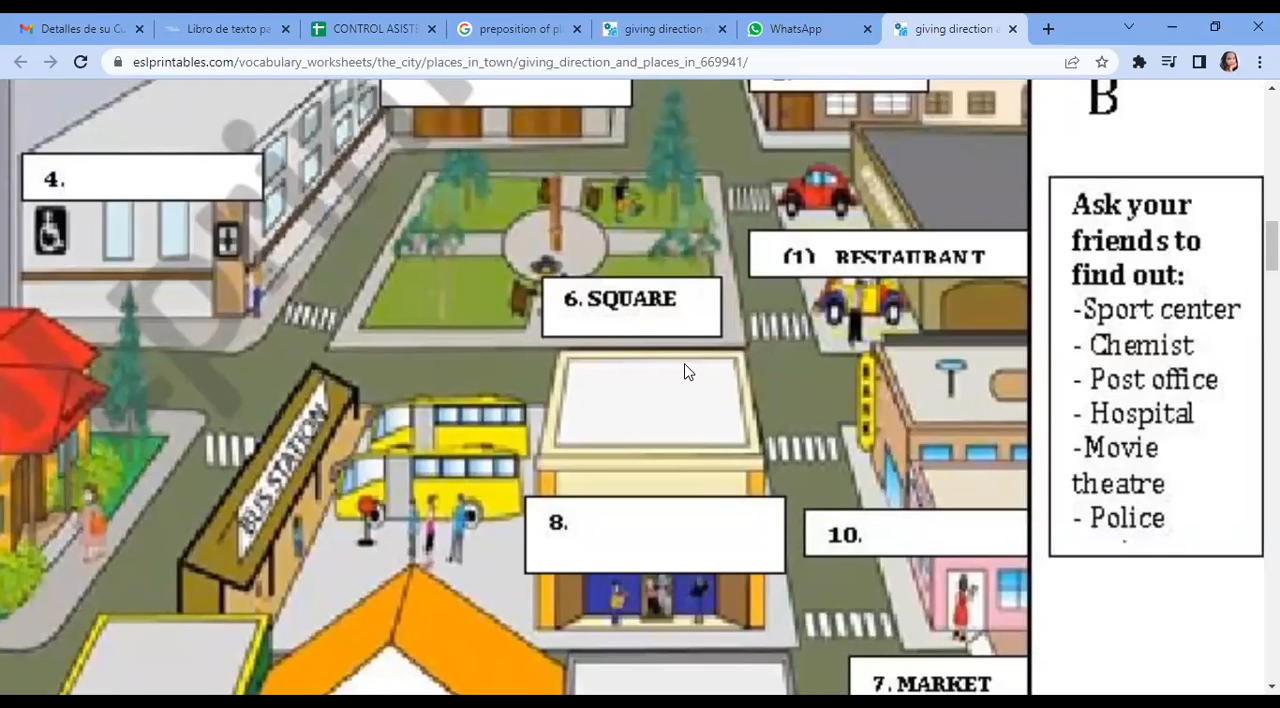 Detalles de su Cu
Libro de texto pa
CONTROL ASISTE
preposition of pl
giving direction
WhatsApp
giving direction a
eslprintables.com/vocabulary_worksheets/the_city/places_in_town/giving_direction_and_places_in_669941/
B
4.
Ask your
friends to
find out:
-Sport center
- Chemist
- Post office
- Hospital
-Movie
theatre
- Police
(1) RESTAURANT
6. SQUARE
BUS STATION
8.
10.
7. MARKET